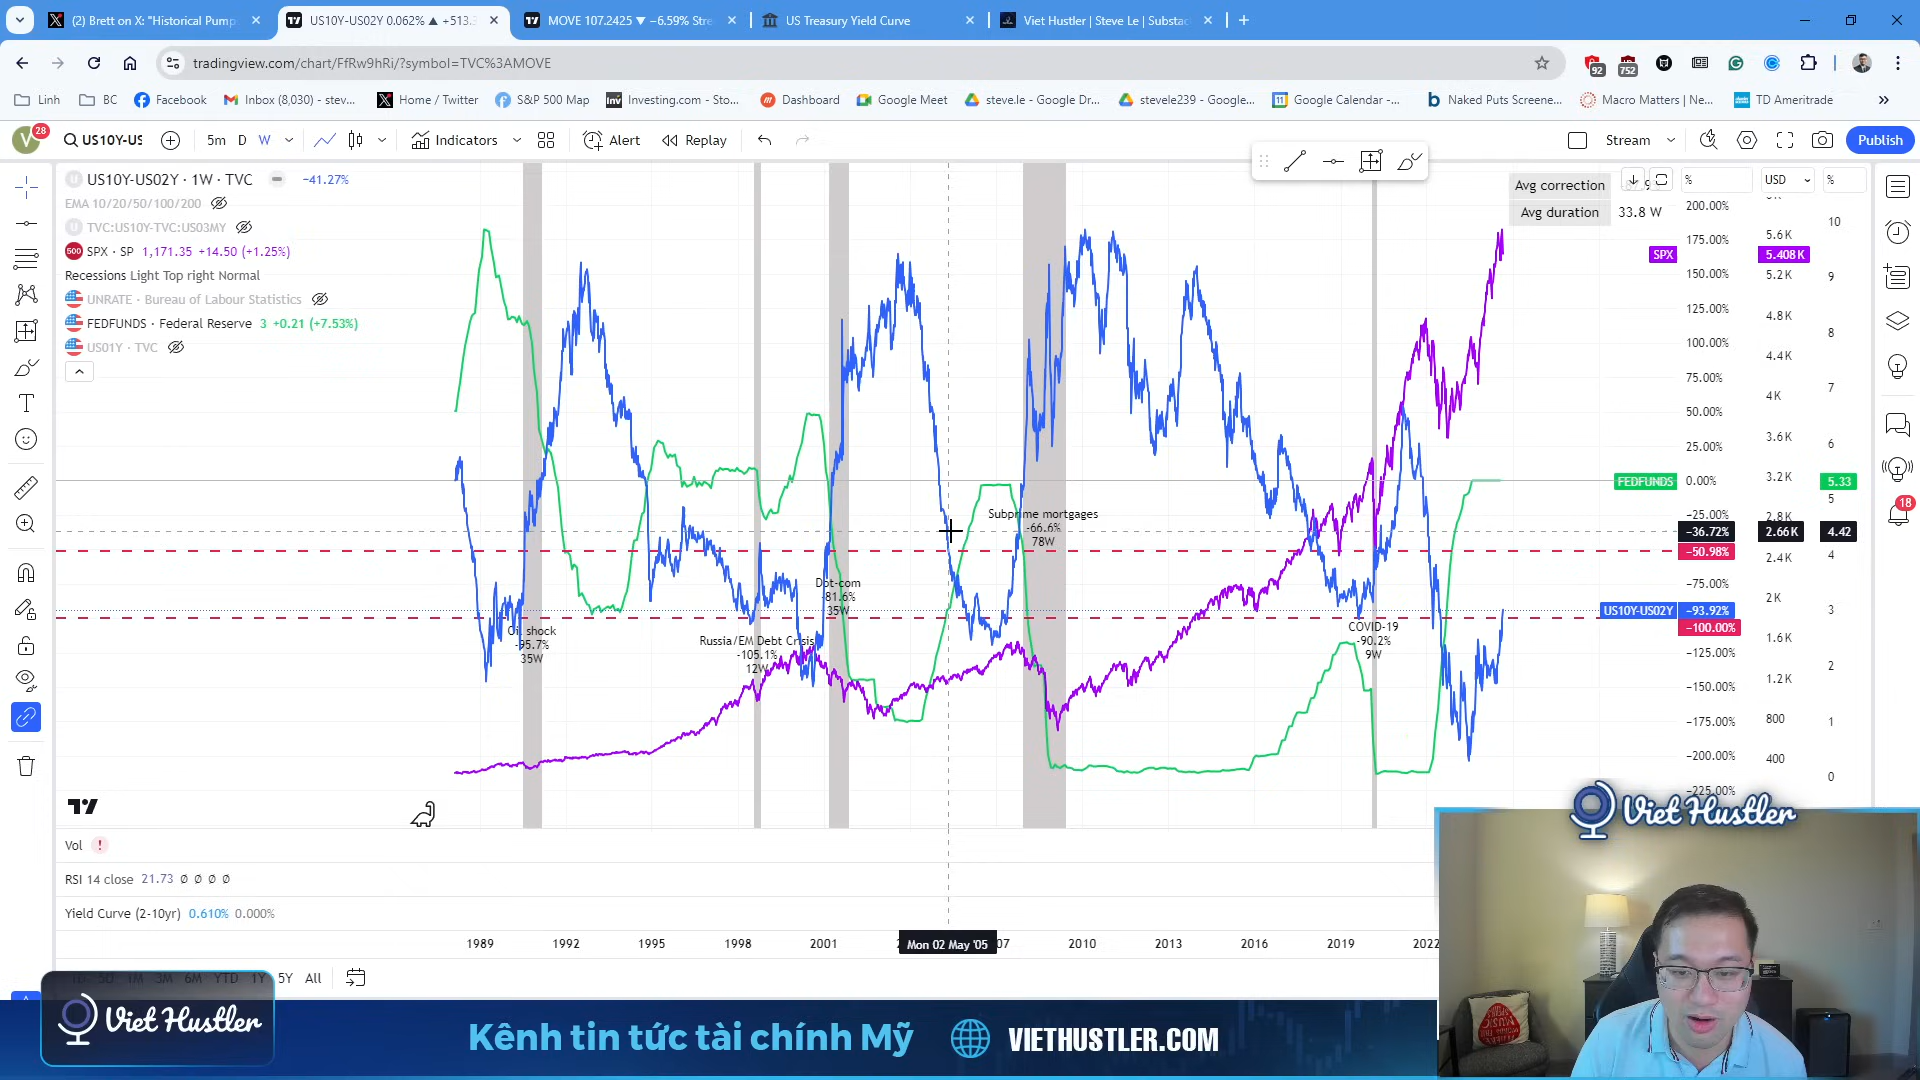 (2) Brett on X: "Historical Pump
US10Y-US02Y 0.062% ▲ +513.3
MOVE 107.2425 ▼ −6.59% Stre
US Treasury Yield Curve
Viet Hustler | Steve Le | Substac
tradingview.com/chart/FfRw9hRi/?symbol=TVC%3AMOVE
92
752
Linh
BC
Facebook
Inbox (8,030) - stev...
Home / Twitter
S&P 500 Map
Investing.com - Sto...
Dashboard
Google Meet
steve.le - Google Dr...
stevele239 - Google...
Google Calendar -...
Naked Puts Screene...
Macro Matters | Ne...
TD Ameritrade
V
28
US10Y-US
5m
D
W
Indicators
Alert
Replay
Stream
Publish
US10Y-US02Y · 1W · TVC
−41.27%
EMA 10/20/50/100/200
TVC:US10Y-TVC:US03MY
500
SPX · SP 1,171.35 +14.50 (+1.25%)
Recessions Light Top right Normal
UNRATE · Bureau of Labour Statistics
FEDFUNDS · Federal Reserve 3 +0.21 (+7.53%)
US01Y · TVC
Avg correction
Avg duration 33.8 W
%
USD
%
200.00%
175.00%
150.00%
125.00%
100.00%
75.00%
50.00%
25.00%
0.00%
−25.00%
−36.72%
−50.98%
−75.00%
−93.92%
−100.00%
−125.00%
−150.00%
−175.00%
−200.00%
−225.00%
5.6K
5.408K
5.2K
4.8K
4.4K
4K
3.6K
3.2K
2.8K
2.66K
2.4K
2K
1.6K
1.2K
800
400
10
9
8
7
6
5.33
5
4.42
4
3
2
1
0
SPX
FEDFUNDS
US10Y-US02Y
Oil shock
-95.7%
35W
Russia/EM Debt Crisis
-105.1%
12W
Dot-com
-81.6%
35W
Subprime mortgages
-66.6%
78W
COVID-19
-90.2%
9W
18
Vol !
RSI 14 close 21.73 Ø Ø Ø Ø
Yield Curve (2-10yr) 0.610% 0.000%
1989
1992
1995
1998
2001
Mon 02 May '05
07
2010
2013
2016
2019
2022
1D 5D 1M 3M 6M YTD 1Y 5Y All
Viet Hustler
Kênh tin tức tài chính Mỹ
VIETHUSTLER.COM
Viet Hustler